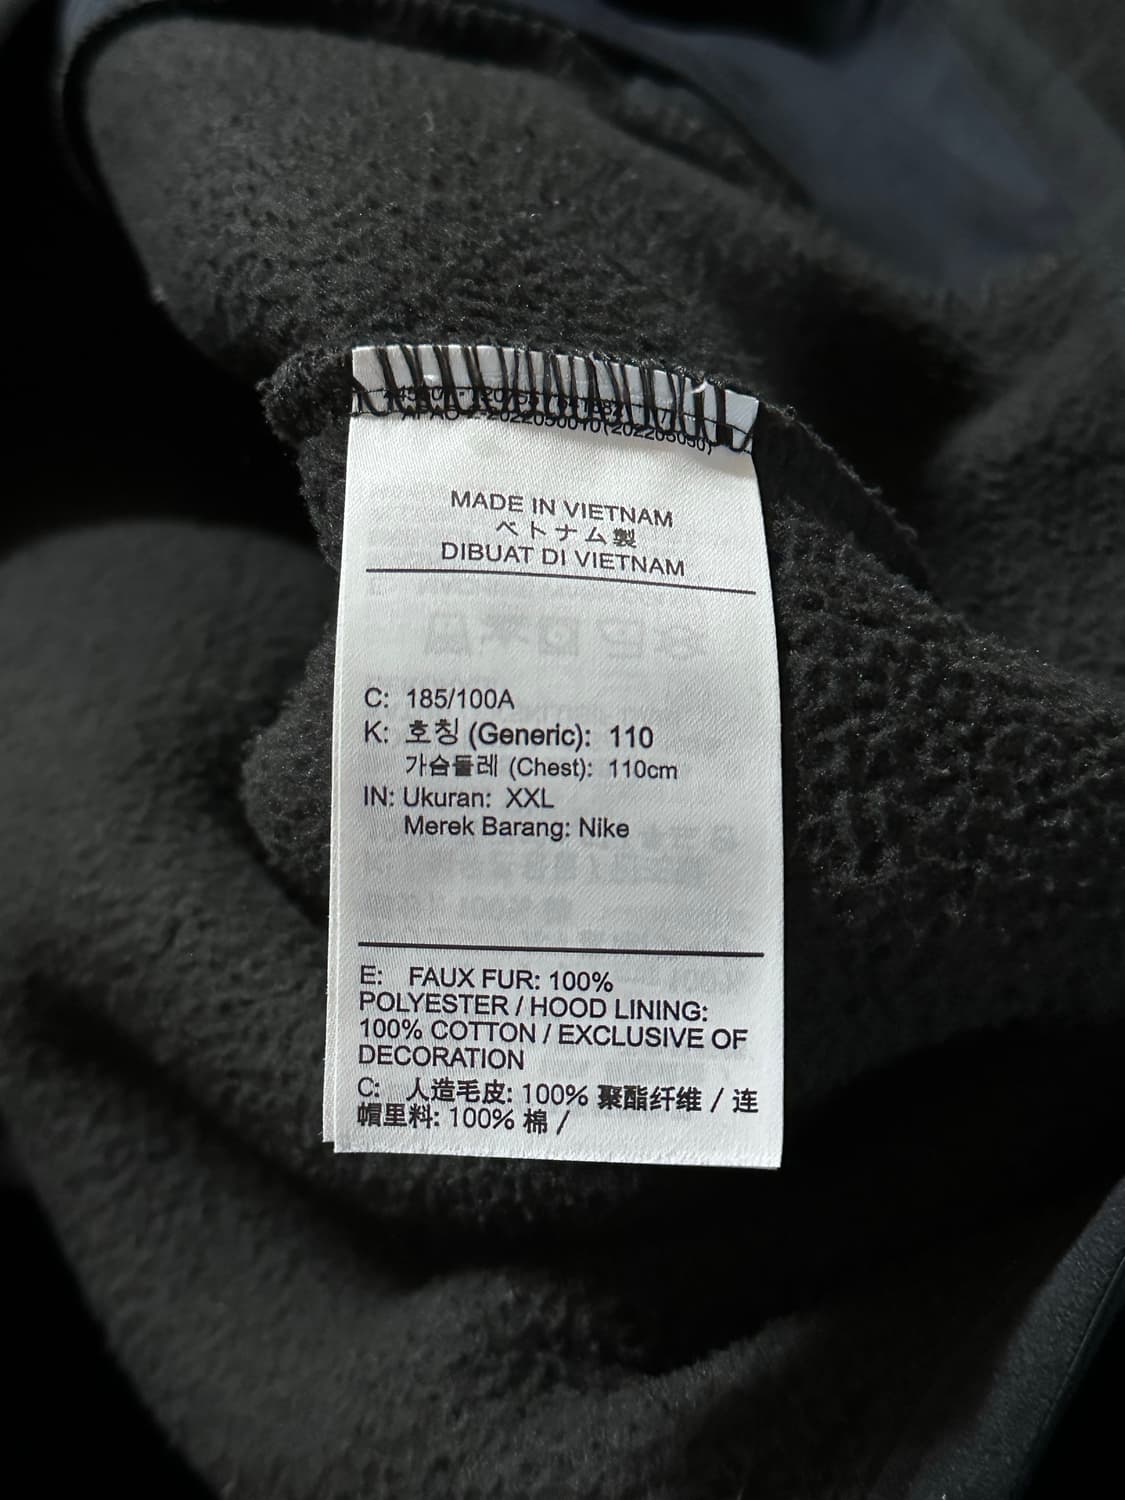 2022050010(202205030)
MADE IN VIETNAM
ベトナム製
DIBUAT DI VIETNAM
C: 185/100A
K: 호칭 (Generic): 110
가슴둘레 (Chest): 110cm
IN: Ukuran: XXL
Merek Barang: Nike
E: FAUX FUR: 100%
POLYESTER / HOOD LINING:
100% COTTON / EXCLUSIVE OF
DECORATION
C: 人造毛皮: 100% 聚酯纤维 / 连
帽里料: 100% 棉 /